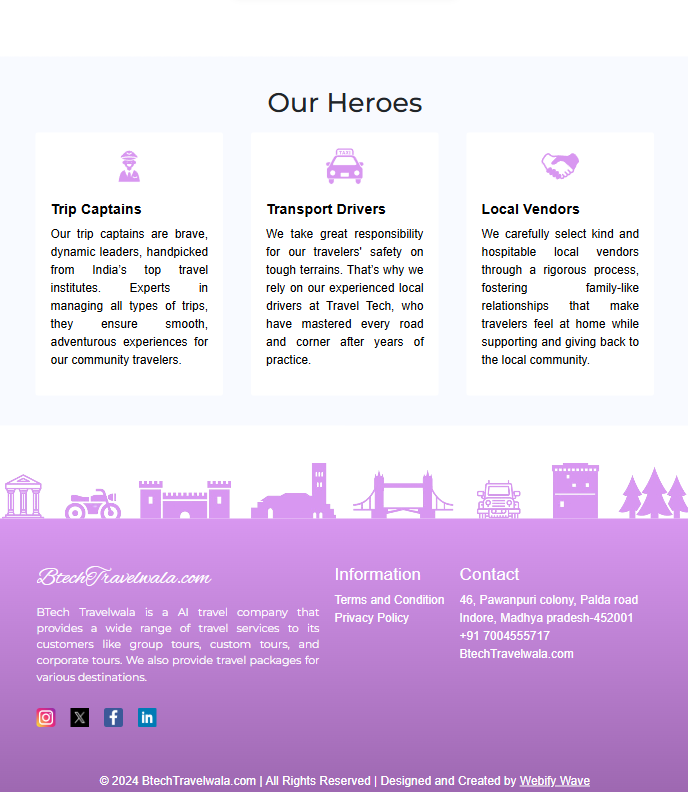 Our Heroes
TAXI
Trip Captains
Our trip captains are brave,
dynamic leaders, handpicked
from India's top travel
institutes. Experts in
managing all types of trips,
they ensure smooth,
adventurous experiences for
our community travelers.
Transport Drivers
We take great responsibility
for our travelers' safety on
tough terrains. That's why we
rely on our experienced local
drivers at Travel Tech, who
have mastered every road
and corner after years of
practice.
Local Vendors
We carefully select kind and
hospitable local vendors
through a rigorous process,
fostering family-like
relationships that make
travelers feel at home while
supporting and giving back to
the local community.
BtechTravelwala.com
BTech Travelwala is a AI travel company that
provides a wide range of travel services to its
customers like group tours, custom tours, and
corporate tours. We also provide travel packages for
various destinations.
Information
Terms and Condition
Privacy Policy
Contact
46, Pawanpuri colony, Palda road
Indore, Madhya pradesh-452001
+91 7004555717
BtechTravelwala.com
© 2024 BtechTravelwala.com | All Rights Reserved | Designed and Created by Webify Wave